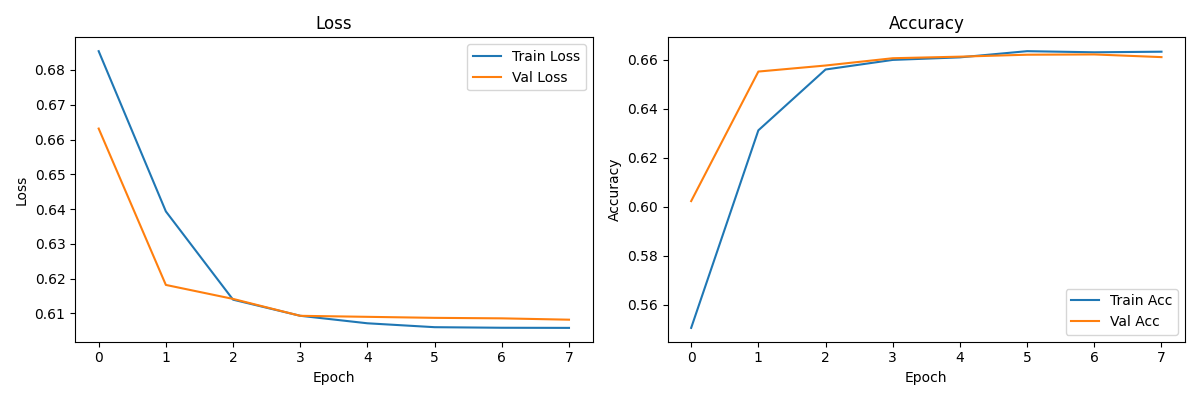 Loss
Loss
0.68
0.67
0.66
0.65
0.64
0.63
0.62
0.61
Train Loss
Val Loss
0 1 2 3 4 5 6 7
Epoch
Accuracy
Accuracy
0.66
0.64
0.62
0.60
0.58
0.56
Train Acc
Val Acc
0 1 2 3 4 5 6 7
Epoch